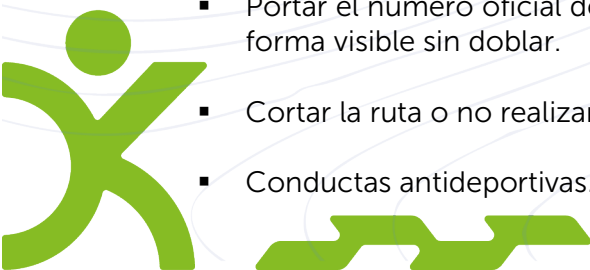 ▪ Portar el número oficial de
forma visible sin doblar.
▪ Cortar la ruta o no realizar
▪ Conductas antideportivas.